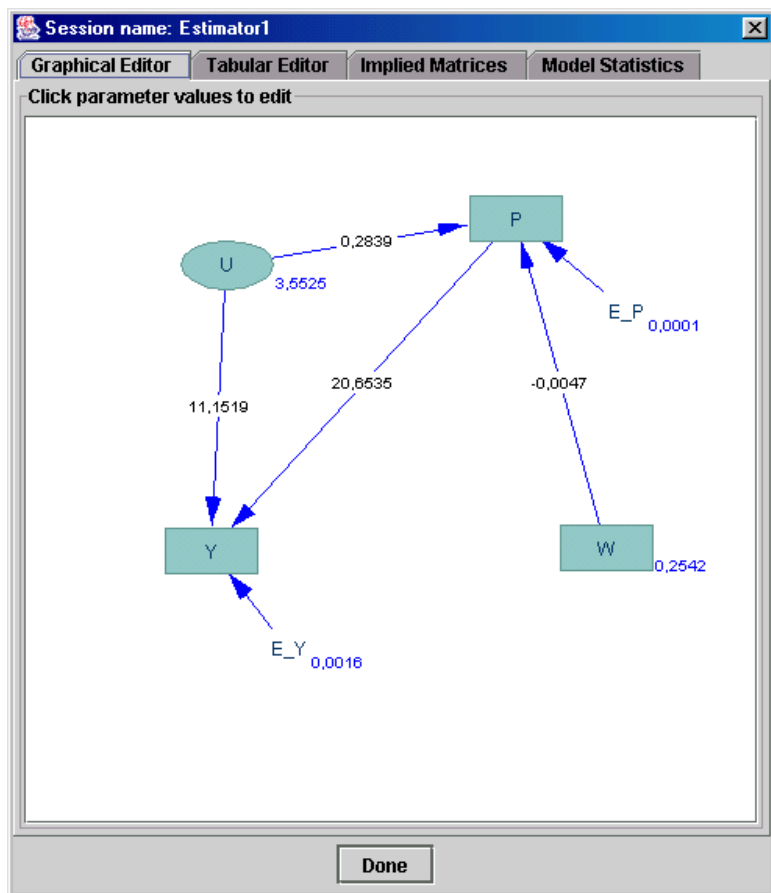 Session name: Estimator1
Graphical Editor Tabular Editor Implied Matrices Model Statistics
Click parameter values to edit
P
0,2839
U
3,5525
E_P
0,0001
20,6535
-0,0047
11,1519
Y
W
0,2542
E_Y
0,0016
Done